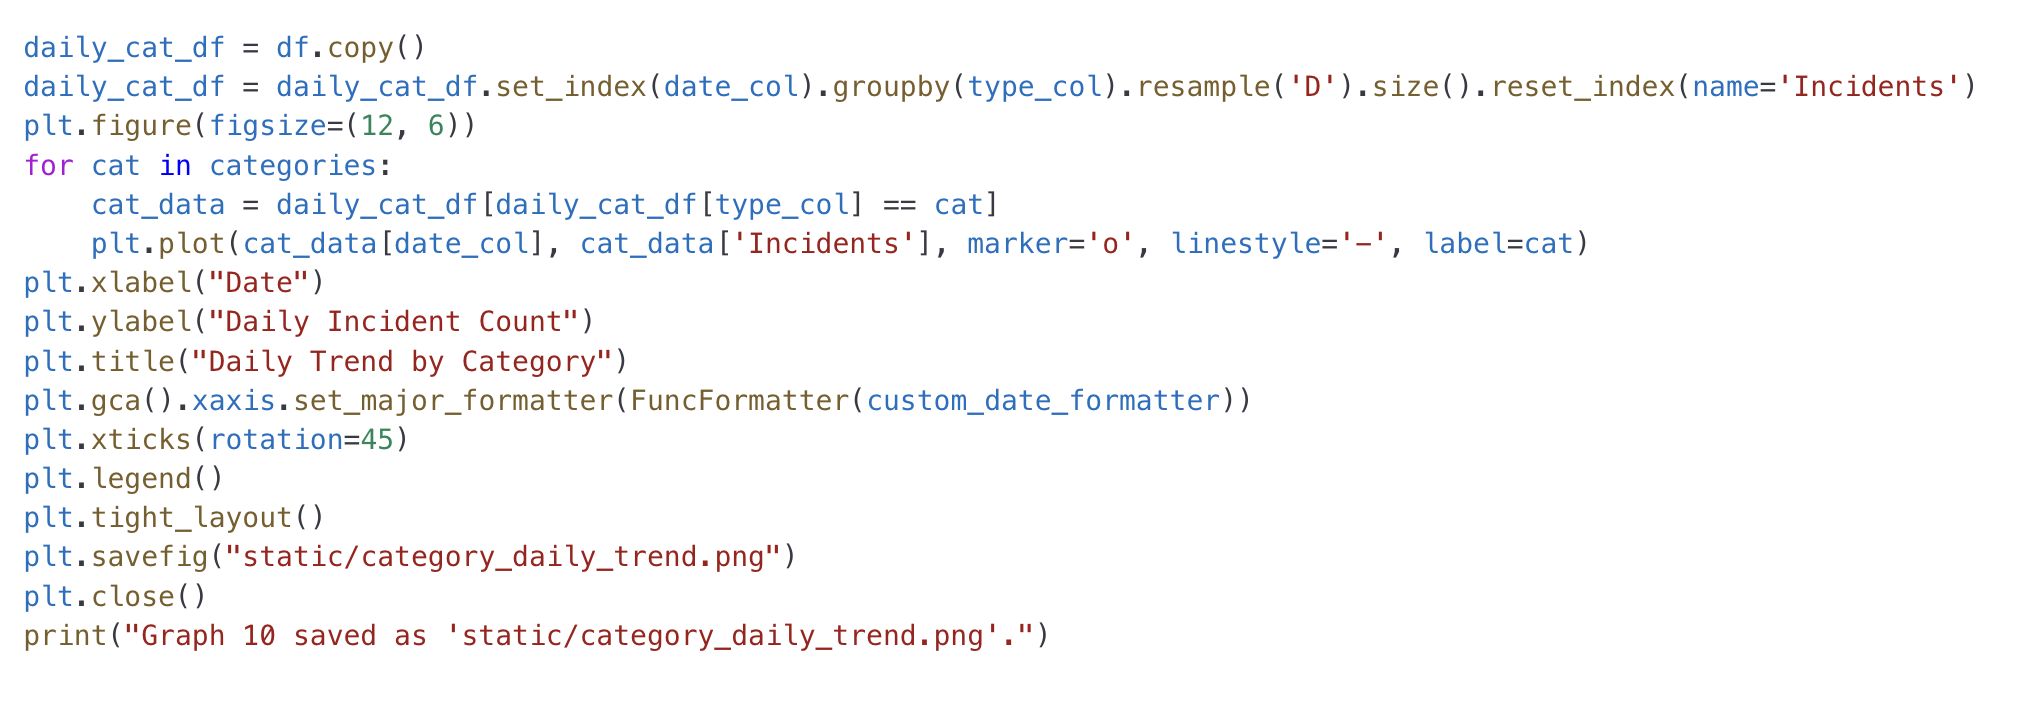 daily_cat_df = df.copy()
daily_cat_df = daily_cat_df.set_index(date_col).groupby(type_col).resample('D').size().reset_index(name='Incidents')
plt.figure(figsize=(12, 6))
for cat in categories:
    cat_data = daily_cat_df[daily_cat_df[type_col] == cat]
    plt.plot(cat_data[date_col], cat_data['Incidents'], marker='o', linestyle='-', label=cat)
plt.xlabel("Date")
plt.ylabel("Daily Incident Count")
plt.title("Daily Trend by Category")
plt.gca().xaxis.set_major_formatter(FuncFormatter(custom_date_formatter))
plt.xticks(rotation=45)
plt.legend()
plt.tight_layout()
plt.savefig("static/category_daily_trend.png")
plt.close()
print("Graph 10 saved as 'static/category_daily_trend.png'.")